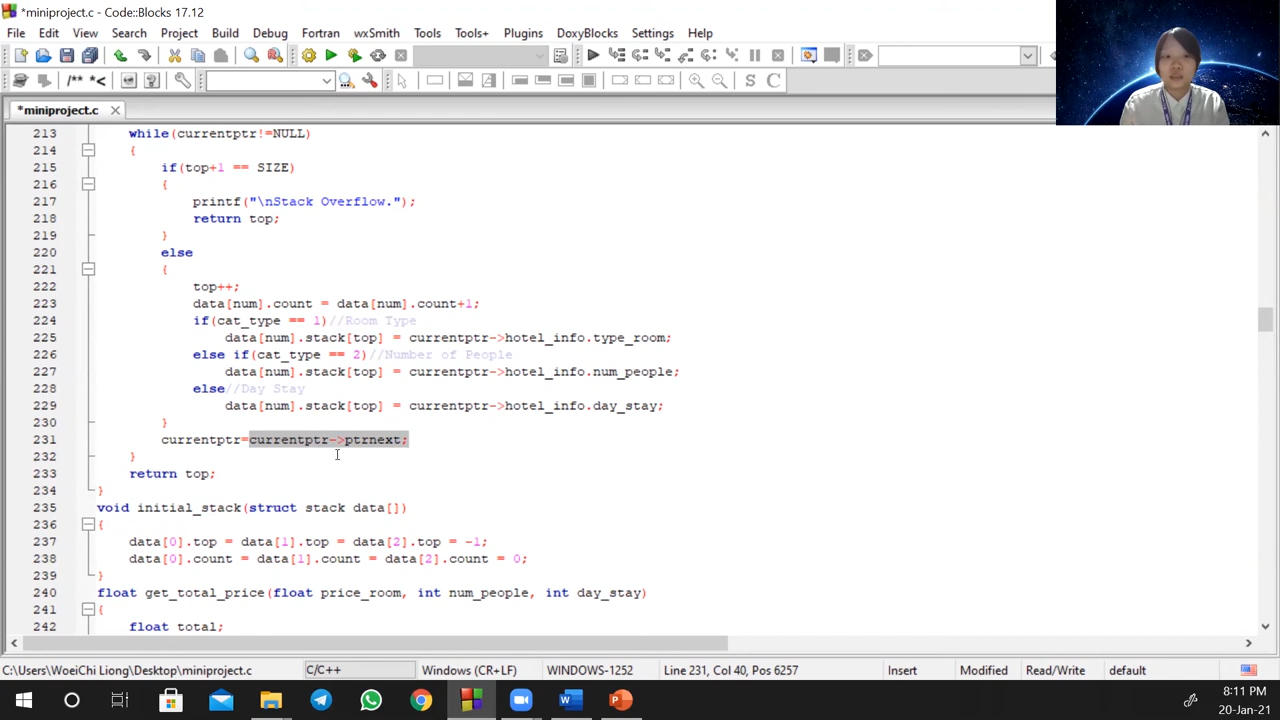 *miniproject.c - Code::Blocks 17.12
File Edit View Search Project Build Debug Fortran wxSmith Tools Tools+ Plugins DoxyBlocks Settings Help
/** *<
S C
*miniproject.c
213 while(currentptr!=NULL)
214 {
215 if(top+1 == SIZE)
216 {
217 printf("\nStack Overflow.");
218 return top;
219 }
220 else
221 {
222 top++;
223 data[num].count = data[num].count+1;
224 if(cat_type == 1)//Room Type
225 data[num].stack[top] = currentptr->hotel_info.type_room;
226 else if(cat_type == 2)//Number of People
227 data[num].stack[top] = currentptr->hotel_info.num_people;
228 else//Day Stay
229 data[num].stack[top] = currentptr->hotel_info.day_stay;
230 }
231 currentptr=currentptr->ptrnext;
232 }
233 return top;
234 }
235 void initial_stack(struct stack data[])
236 {
237 data[0].top = data[1].top = data[2].top = -1;
238 data[0].count = data[1].count = data[2].count = 0;
239 }
240 float get_total_price(float price_room, int num_people, int day_stay)
241 {
242 float total;
C:\Users\WoeiChi Liong\Desktop\miniproject.c C/C++ Windows (CR+LF) WINDOWS-1252 Line 231, Col 40, Pos 6257 Insert Modified Read/Write default
8:11 PM
20-Jan-21